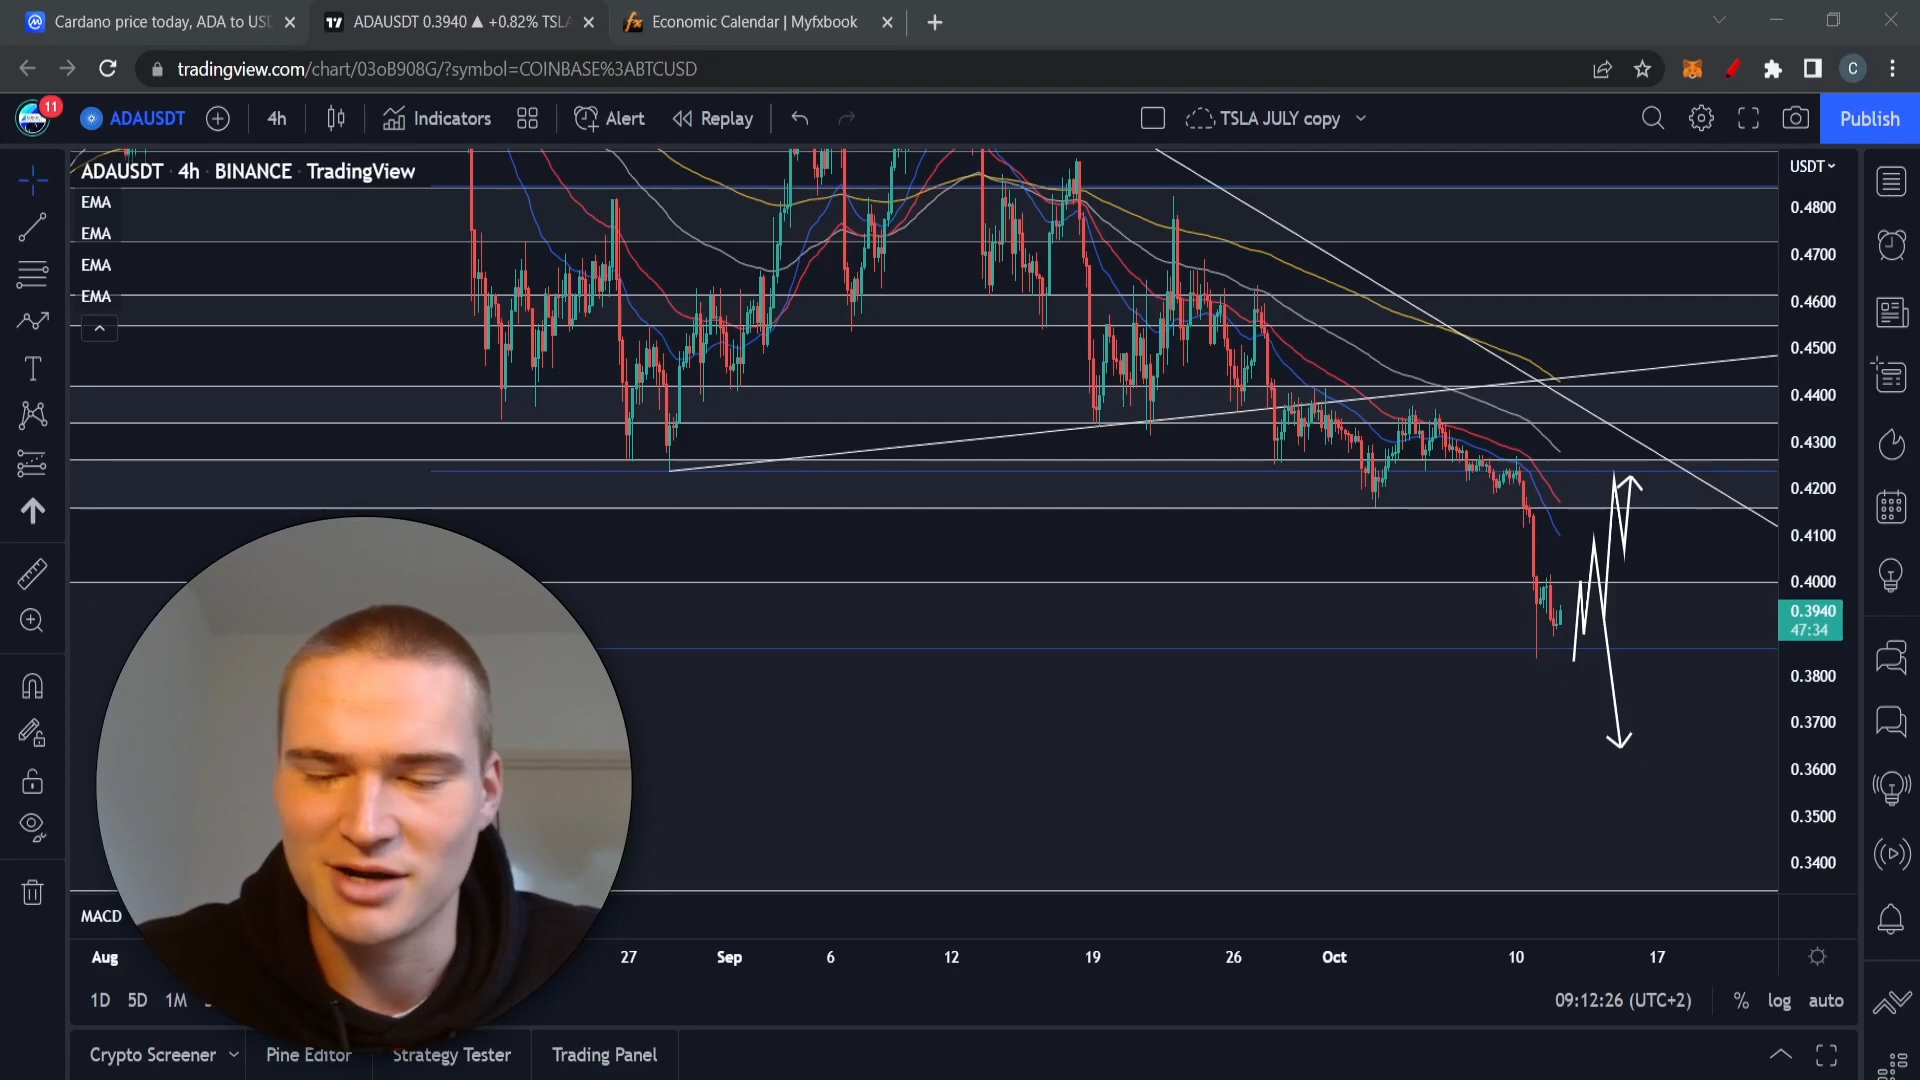 Cardano price today, ADA to USD
ADAUSDT 0.3940 ▲ +0.82% TSLA
Economic Calendar | Myfxbook
tradingview.com/chart/03oB908G/?symbol=COINBASE%3ABTCUSD
C
11
ADAUSDT
4h
Indicators
Alert
Replay
TSLA JULY copy
Publish
ADAUSDT · 4h · BINANCE · TradingView
USDT
EMA
EMA
EMA
EMA
0.4800
0.4700
0.4600
0.4500
0.4400
0.4300
0.4200
0.4100
0.4000
0.3940
47:34
0.3800
0.3700
0.3600
0.3500
0.3400
MACD
Aug
27
Sep
6
12
19
26
Oct
10
17
1D
5D
1M
09:12:26 (UTC+2)
%
log
auto
Crypto Screener
Pine Editor
Strategy Tester
Trading Panel